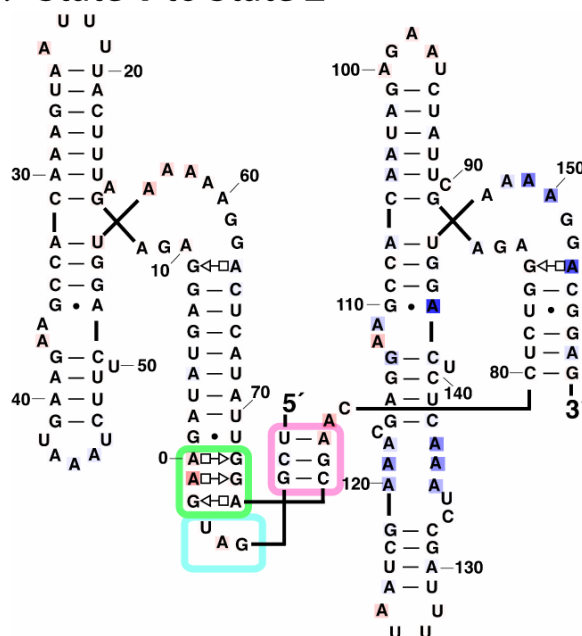 State 1 to State 2
U U
A U A
A U 20 G A
A A 100 A U
U A G C
G C A U
A U U A
A U A U
A U A U 90
30 A U A A A A 60 A U C A A A 150
C G A A C G A A
A U A G A U A G
C G A G A G C G A G A G
C G 10 G A C G G A
G A G C 110 G A G C
A G U A U G
A C U 50 A C U C G
G U A C G C 140 80 C A
A U U A G C C G
40 A U A U 70 5´ C A U 3´
G C G U A G C
U U A U U A C A
A A A 0 A G C G A A
A G G C 120 A A
G A A A U
U A G C C
G C G
C G
U A 130
A U
A U
U U